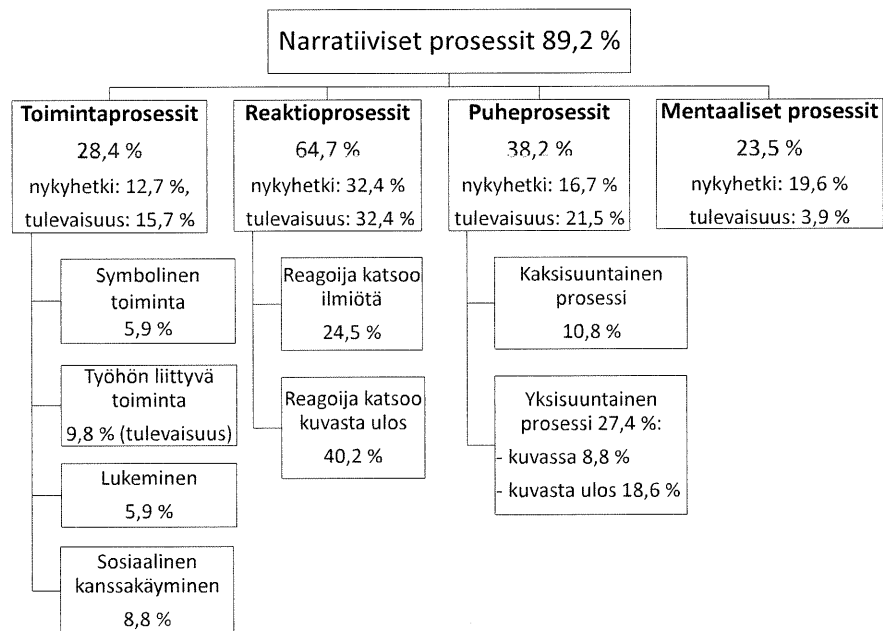 Narratiiviset prosessit 89,2 %
Toimintaprosessit
28,4 %
nykyhetki: 12,7 %,
tulevaisuus: 15,7 %
Reaktioprosessit
64,7 %
nykyhetki: 32,4 %
tulevaisuus: 32,4 %
Puheprosessit
38,2 %
nykyhetki: 16,7 %
tulevaisuus: 21,5 %
Mentaaliset prosessit
23,5 %
nykyhetki: 19,6 %
tulevaisuus: 3,9 %
Symbolinen
toiminta
5,9 %
Työhön liittyvä
toiminta
9,8 % (tulevaisuus)
Lukeminen
5,9 %
Sosiaalinen
kanssakäyminen
8,8 %
Reagoija katsoo
ilmiötä
24,5 %
Reagoija katsoo
kuvasta ulos
40,2 %
Kaksisuuntainen
prosessi
10,8 %
Yksisuuntainen
prosessi 27,4 %:
- kuvassa 8,8 %
- kuvasta ulos 18,6 %